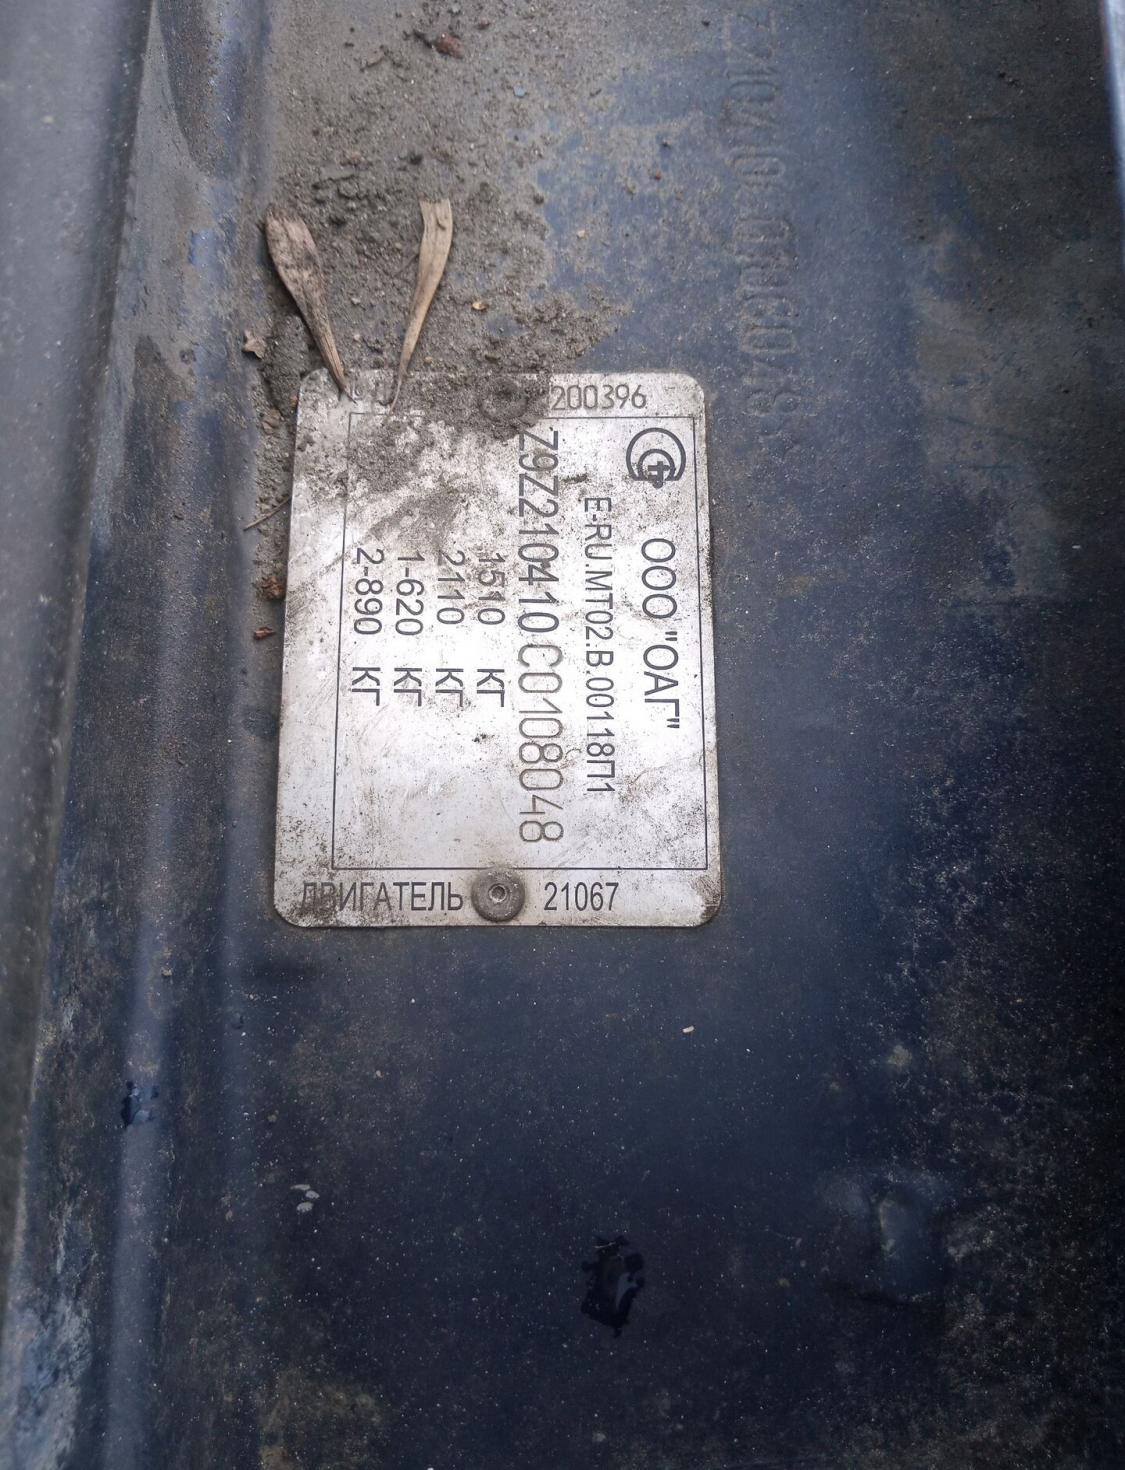 ООО "ОАГ"
E-RU.MT02.B.00118П1
Z9Z210410C0108048
1510 КГ
2110 КГ
1-620 КГ
2-890 КГ
ДВИГАТЕЛЬ 21067
200396